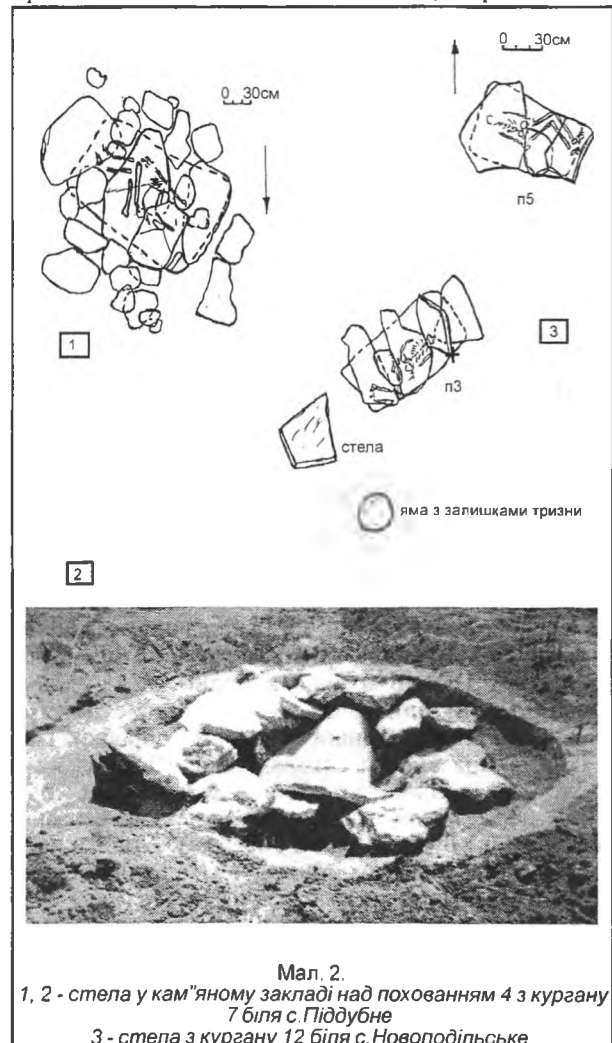 0 30см
0 30см
п5
1
3
п3
стела
яма з залишками тризни
2
Мал. 2.
1, 2 - стела у кам"яному закладі над похованням 4 з кургану
7 біля с.Піддубне
3 - стела з кургану 12 біля с.Новоподільське